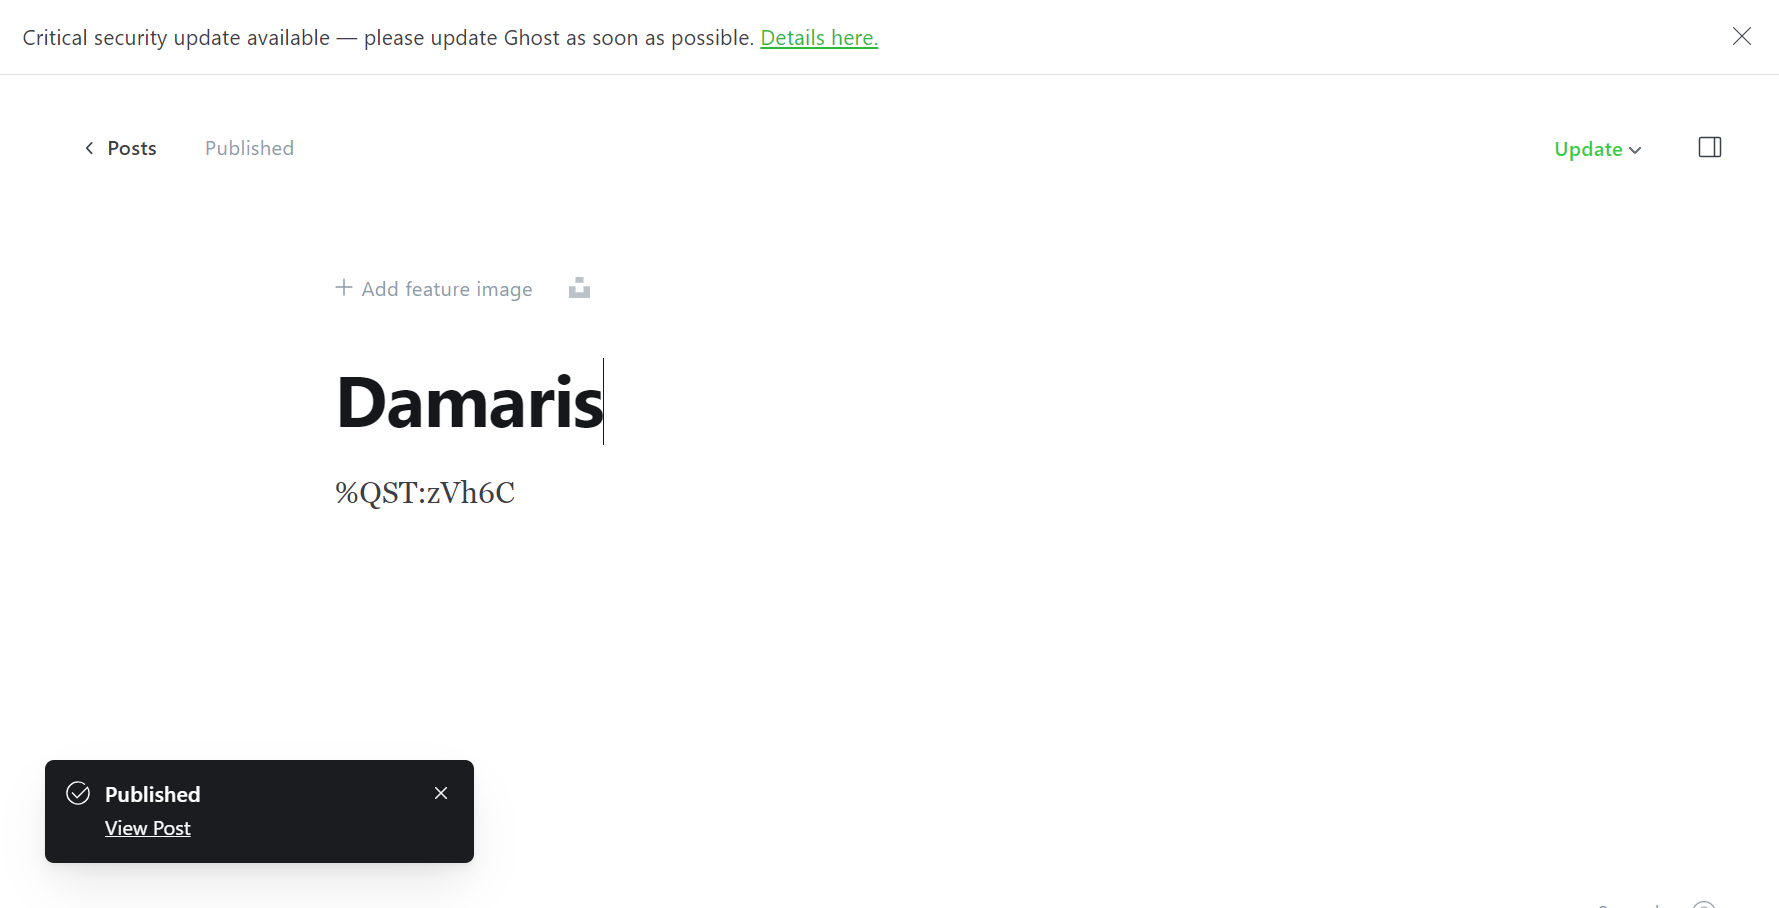 Critical security update available — please update Ghost as soon as possible. Details here.
Posts
Published
Update
Add feature image
Damaris
%QST:zVh6C
Published
View Post